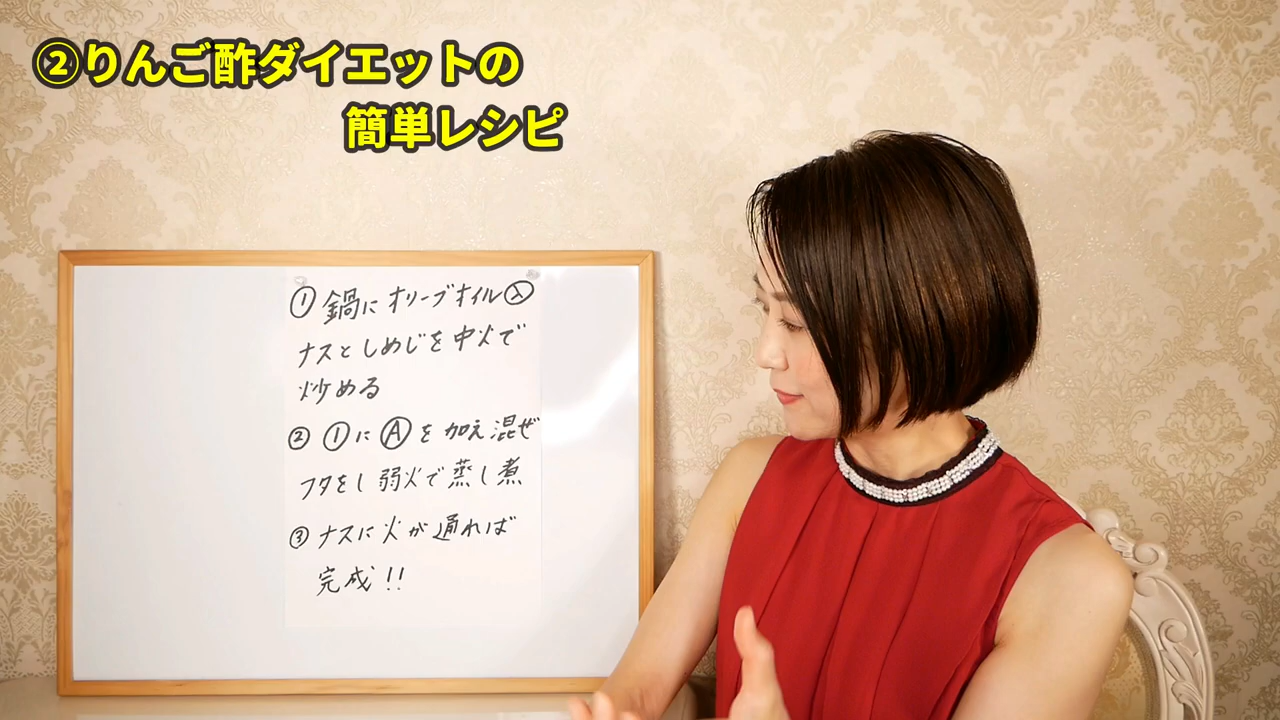 ②りんご酢ダイエットの
簡単レシピ
① 鍋に オリーブオイル入
ナスとしめじを中火で
炒める
② ①にⒶを加え混ぜ
フタをし弱火で蒸し煮
③ ナスに火が通れば
完成!!